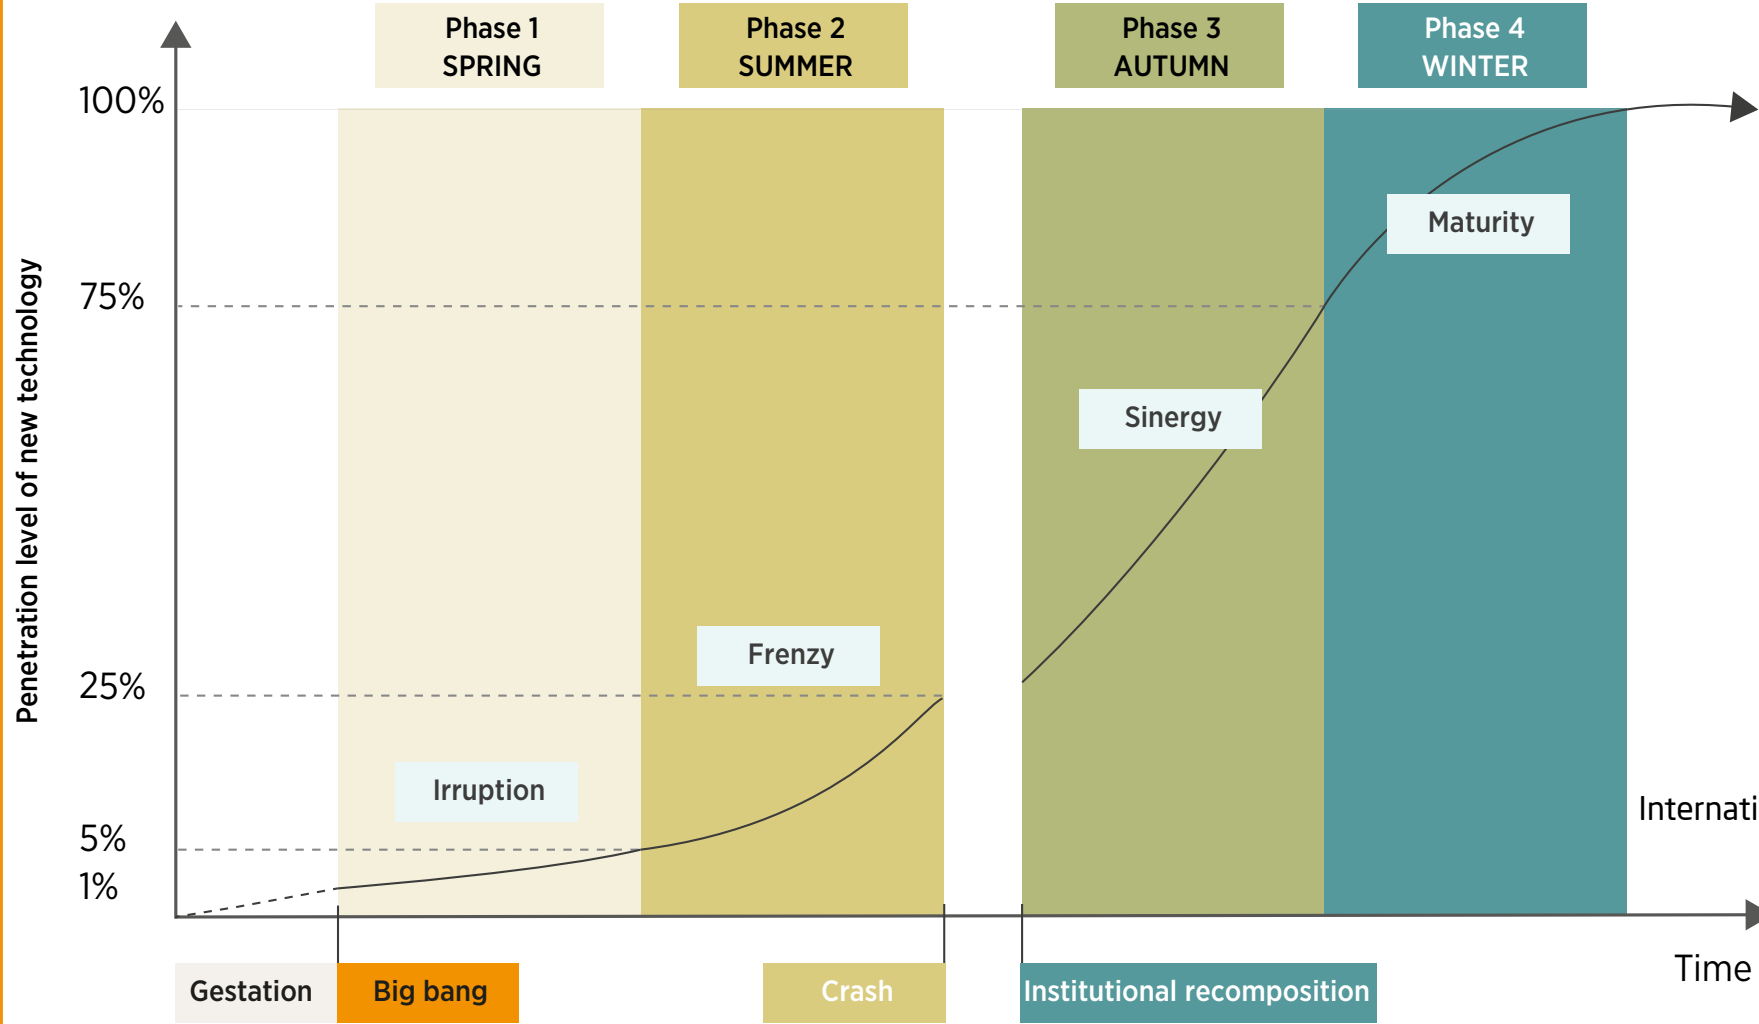 Phase 1
SPRING
Phase 2
SUMMER
Phase 3
AUTUMN
Phase 4
WINTER
100%
75%
25%
5%
1%
Penetration level of new technology
Maturity
Sinergy
Frenzy
Irruption
Internati
Time
Gestation
Big bang
Crash
Institutional recomposition